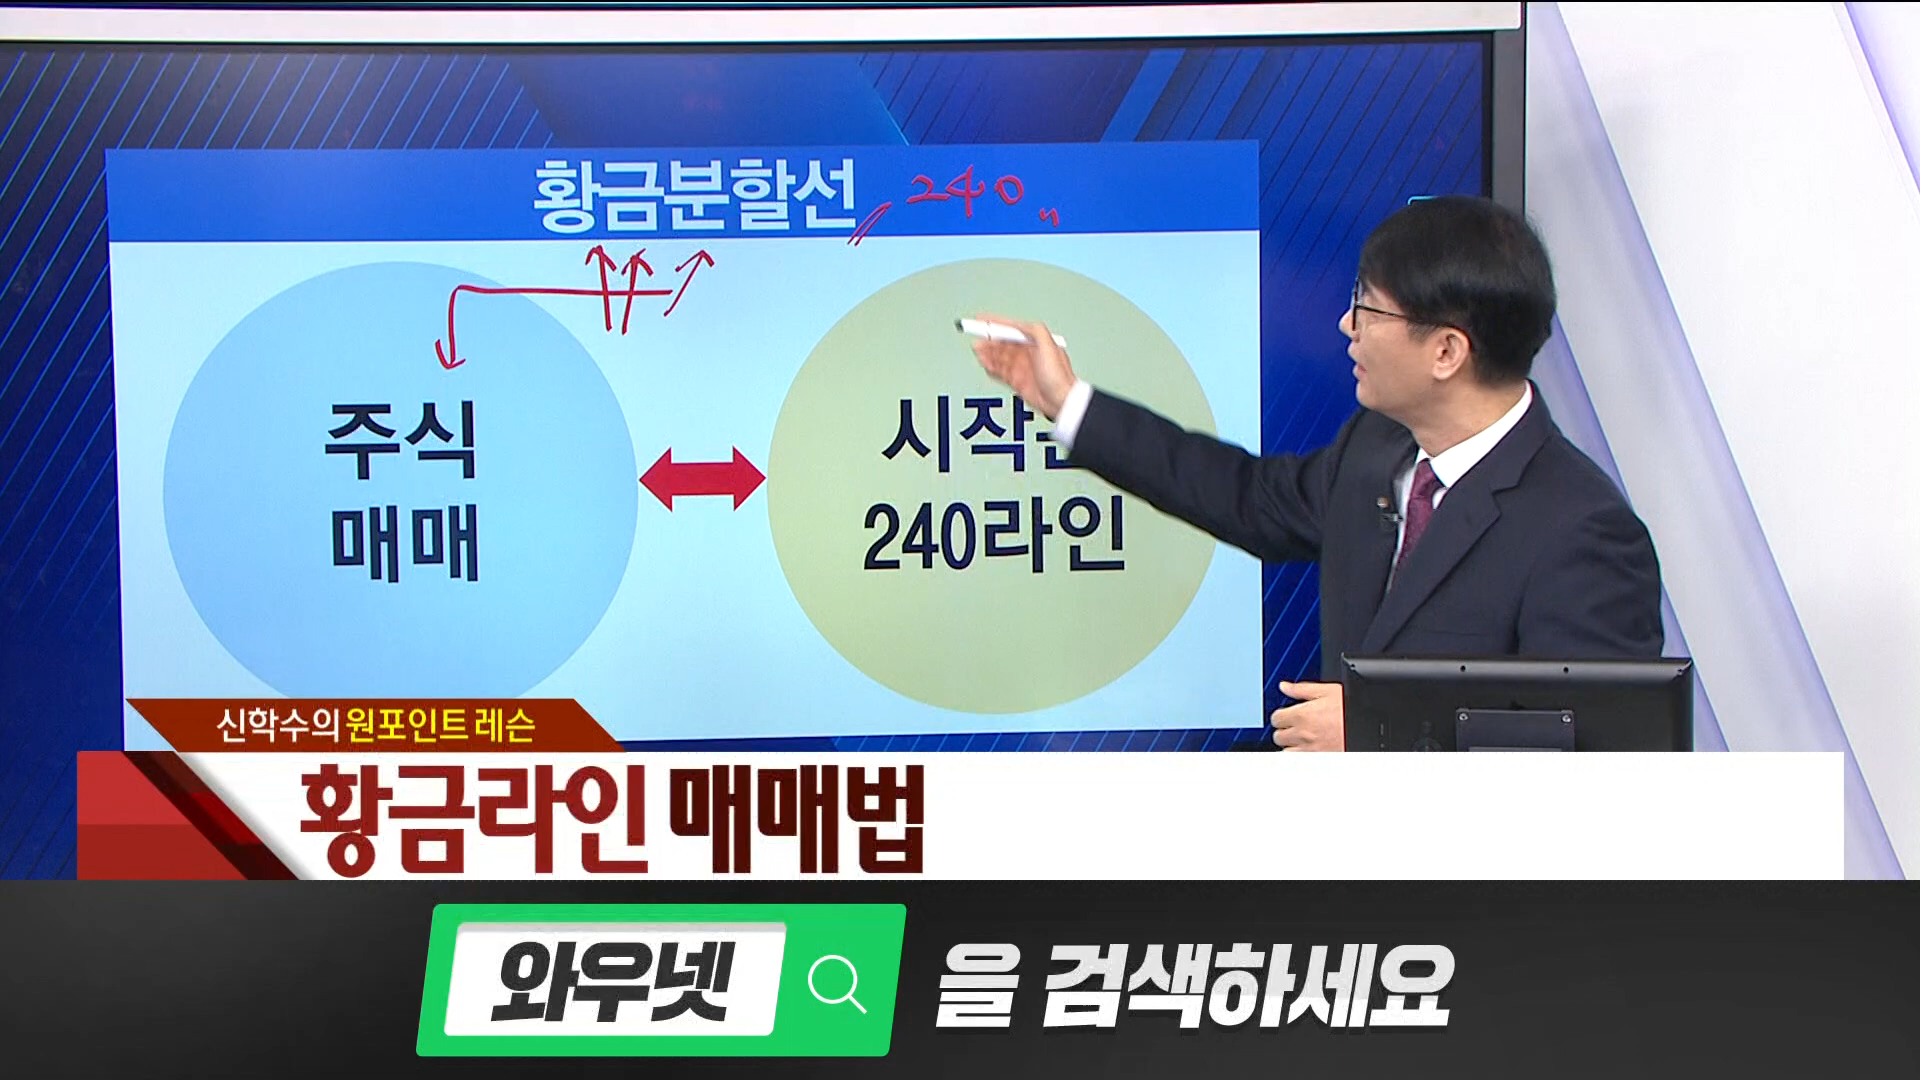 황금분할선 240
주식
매매
시작은
240라인
신학수의 원포인트 레슨
황금라인 매매법
와우넷 을 검색하세요